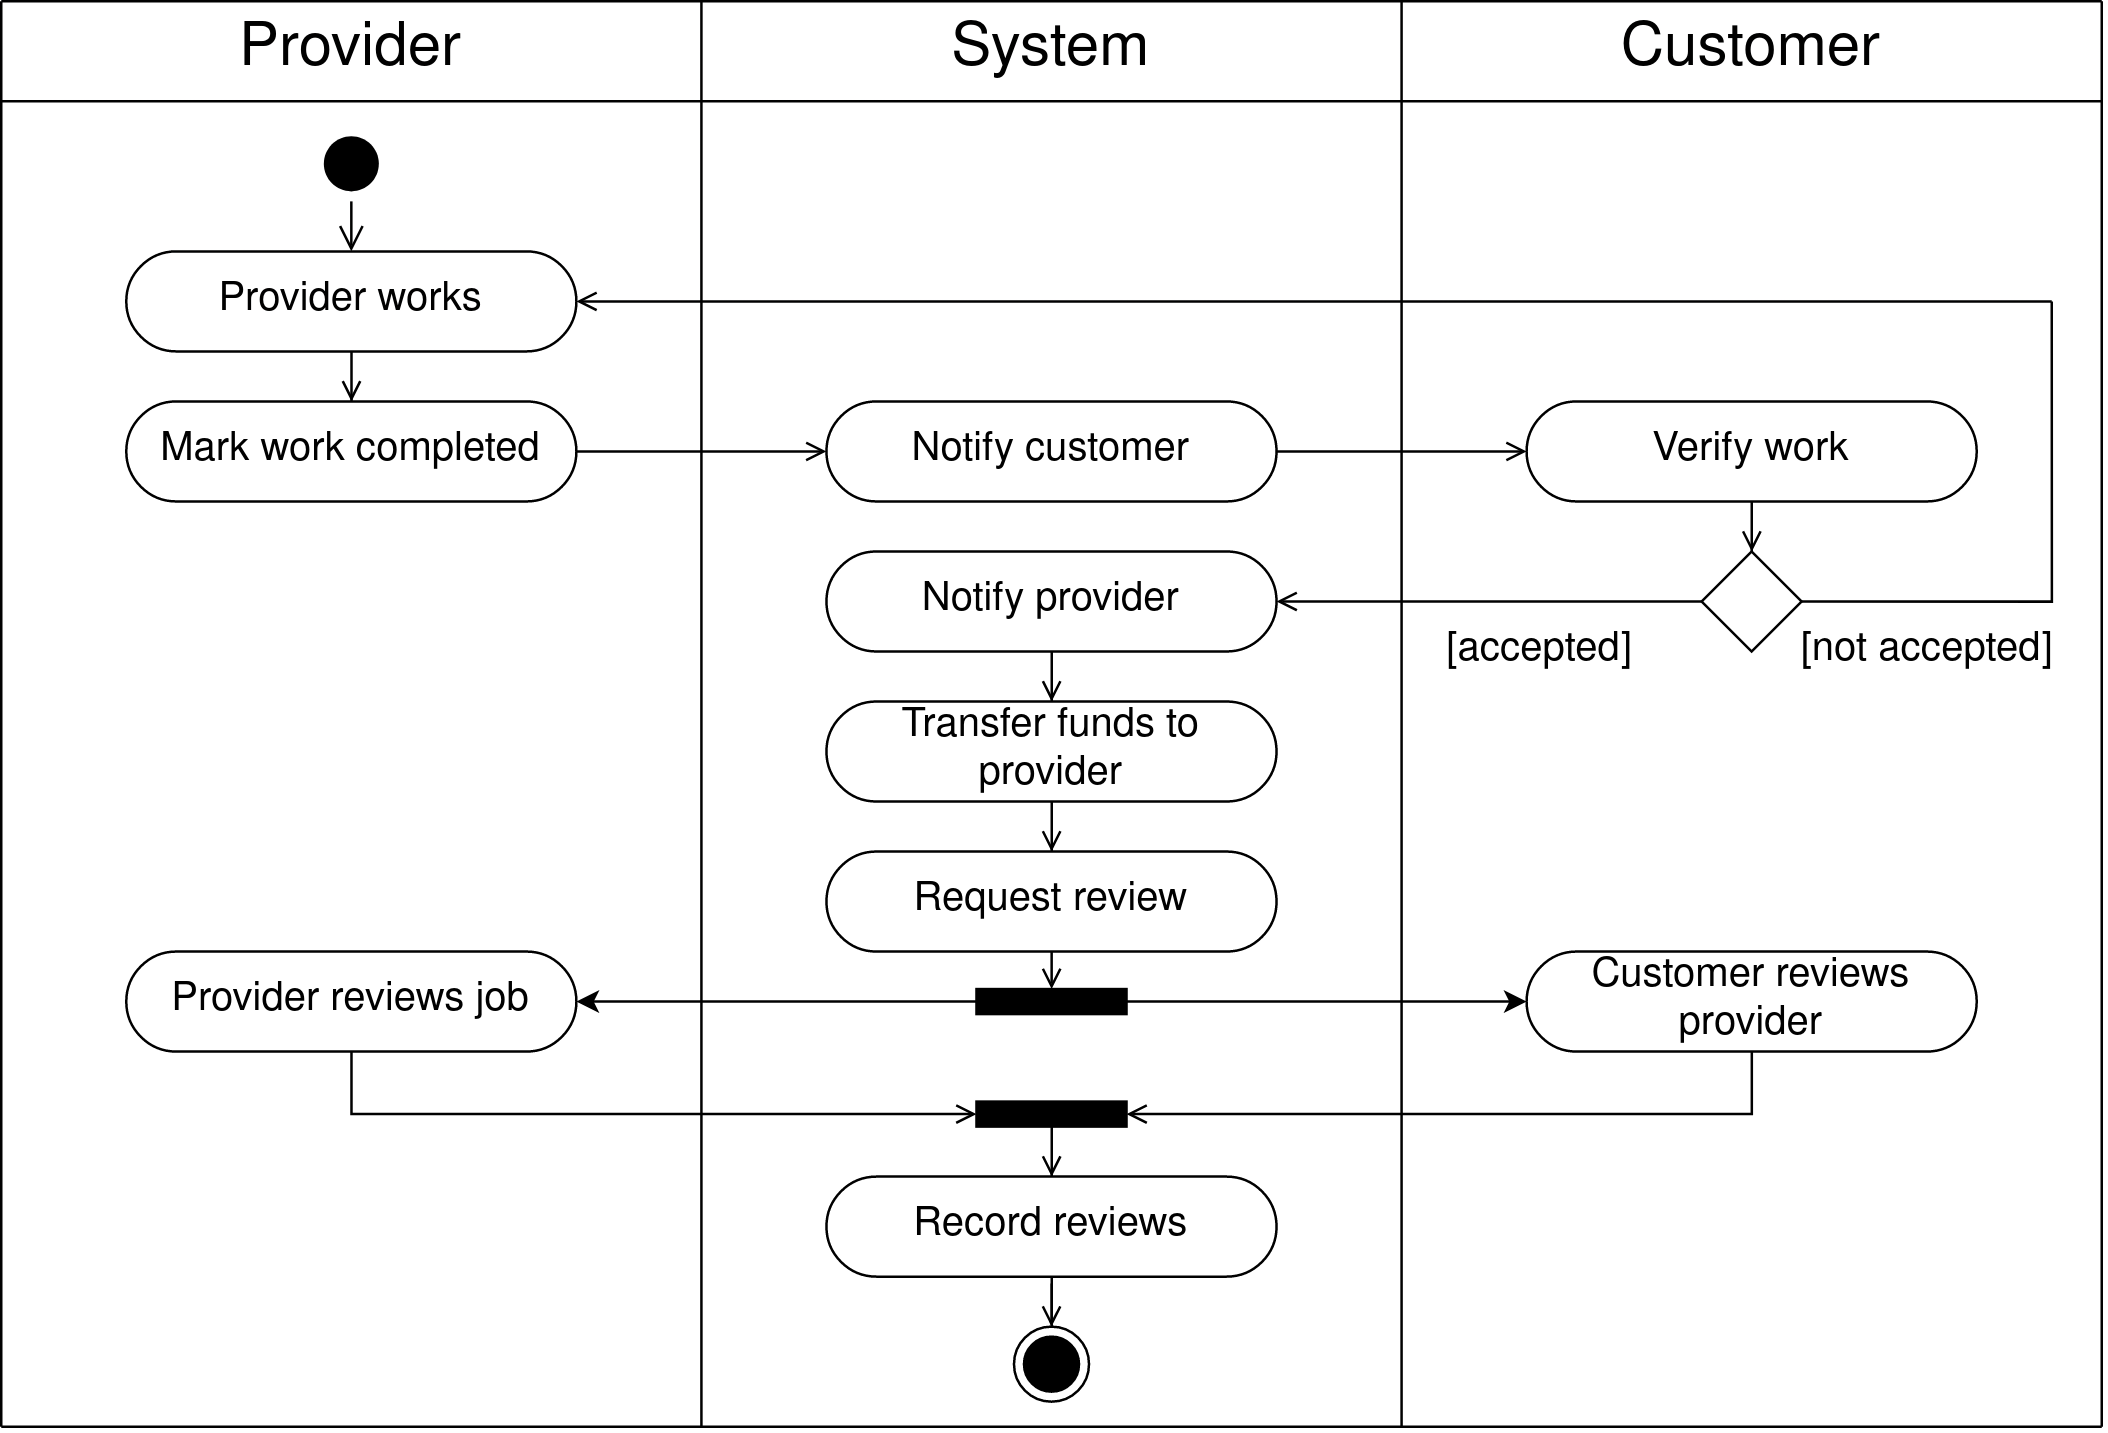 Provider
System
Customer
Provider works
Mark work completed
Notify customer
Verify work
Notify provider
[accepted]
[not accepted]
Transfer funds to
provider
Request review
Provider reviews job
Customer reviews
provider
Record reviews